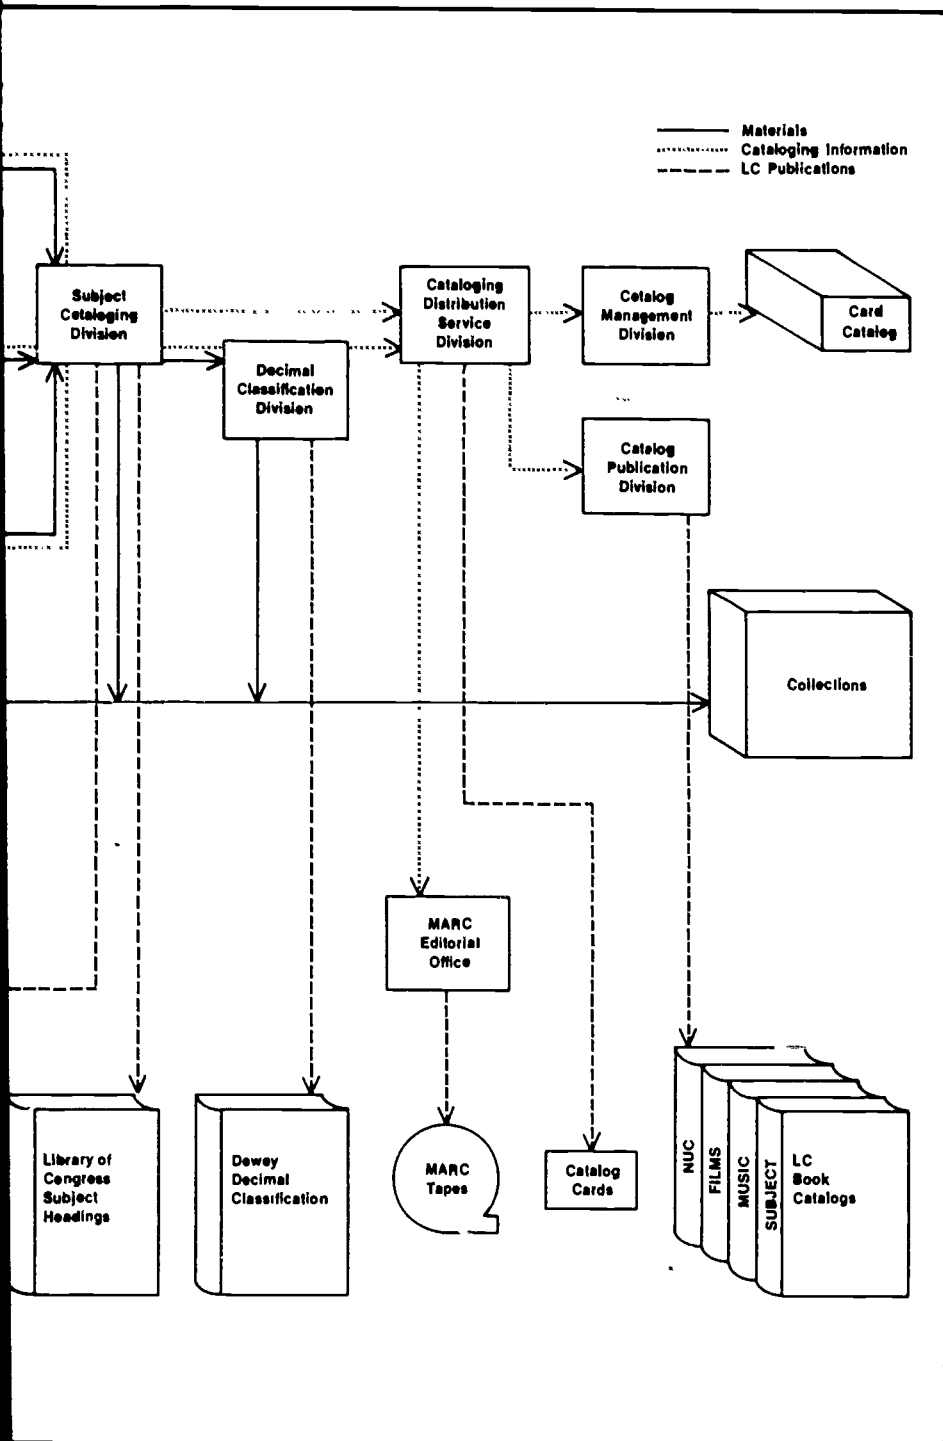 Materials
Cataloging Information
LC Publications
Subject
Cataloging
Division
Cataloging
Distribution
Service
Division
Catalog
Management
Division
Card
Catalog
Decimal
Classification
Division
Catalog
Publication
Division
Collections
MARC
Editorial
Office
Library of
Congress
Subject
Headings
Dewey
Decimal
Classification
MARC
Tapes
Catalog
Cards
NUC
FILMS
MUSIC
SUBJECT
LC
Book
Catalogs